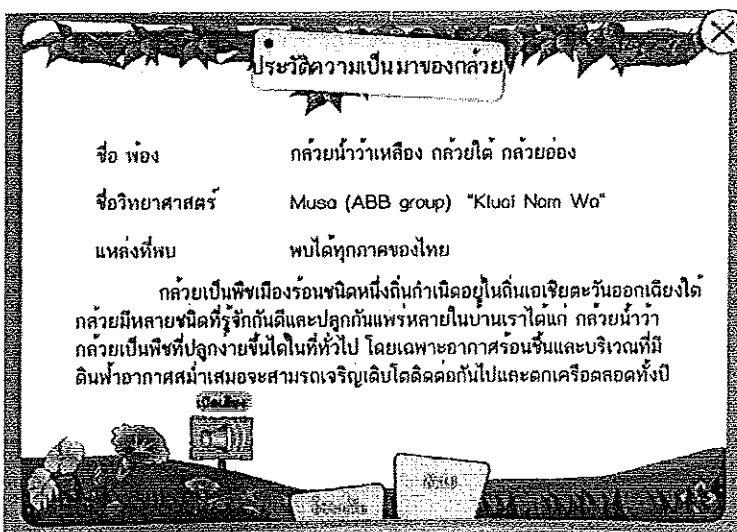 ประวัติความเป็นมาของกล้วย
ชื่อ พ้อง กล้วยน้ำว้าเหลือง กล้วยใต้ กล้วยอ่อง
ชื่อวิทยาศาสตร์ Musa (ABB group) "Kluai Nam Wa"
แหล่งที่พบ พบได้ทุกภาคของไทย
กล้วยเป็นพืชเมืองร้อนชนิดหนึ่งถิ่นกำเนิดอยู่ในถิ่นเอเชียตะวันออกเฉียงใต้
กล้วยมีหลายชนิดที่รู้จักกันดีและปลูกกันแพร่หลายในบ้านเราได้แก่ กล้วยน้ำว้า
กล้วยเป็นพืชที่ปลูกง่ายขึ้นได้ในที่ทั่วไป โดยเฉพาะอากาศร้อนชื้นและบริเวณที่มี
ดินฟ้าอากาศสม่ำเสมอจะสามารถเจริญเติบโตติดต่อกันไปและตกเครือตลอดทั้งปี